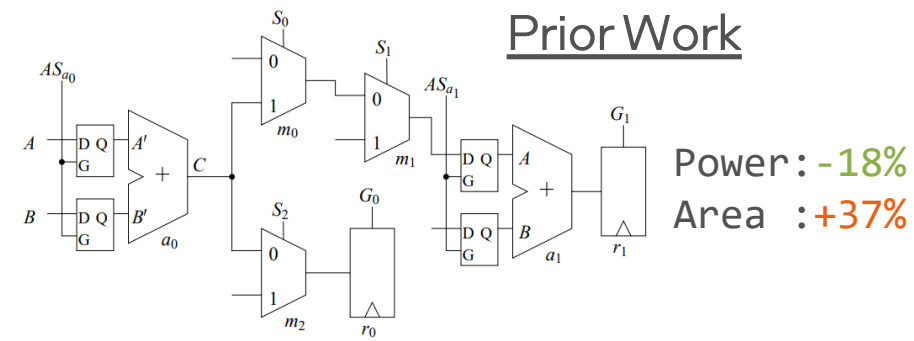 Prior Work
S0
S1
ASa0
ASa1
0
1
m0
0
1
m1
A
D Q
G
A'
B
D Q
G
B'
+
a0
C
S2
0
1
m2
G0
r0
D Q
G
A
D Q
G
B
+
a1
G1
r1
Power:-18%
Area :+37%